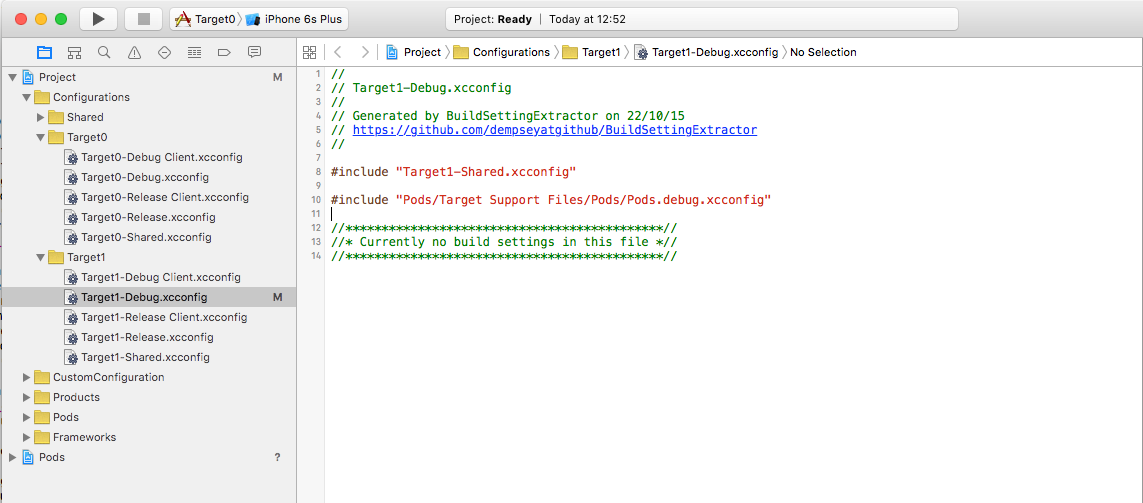 Target0 iPhone 6s Plus
Project: Ready | Today at 12:52
Project Configurations Target1 Target1-Debug.xcconfig No Selection
Project M
Configurations
Shared
Target0
Target0-Debug Client.xcconfig
Target0-Debug.xcconfig
Target0-Release Client.xcconfig
Target0-Release.xcconfig
Target0-Shared.xcconfig
Target1
Target1-Debug Client.xcconfig
Target1-Debug.xcconfig M
Target1-Release Client.xcconfig
Target1-Release.xcconfig
Target1-Shared.xcconfig
CustomConfiguration
Products
Pods
Frameworks
Pods ?
1 //
2 // Target1-Debug.xcconfig
3 //
4 // Generated by BuildSettingExtractor on 22/10/15
5 // https://github.com/dempseyatgithub/BuildSettingExtractor
6 //
7
8 #include "Target1-Shared.xcconfig"
9
10 #include "Pods/Target Support Files/Pods/Pods.debug.xcconfig"
11
12 //********************************************//
13 //* Currently no build settings in this file *//
14 //********************************************//